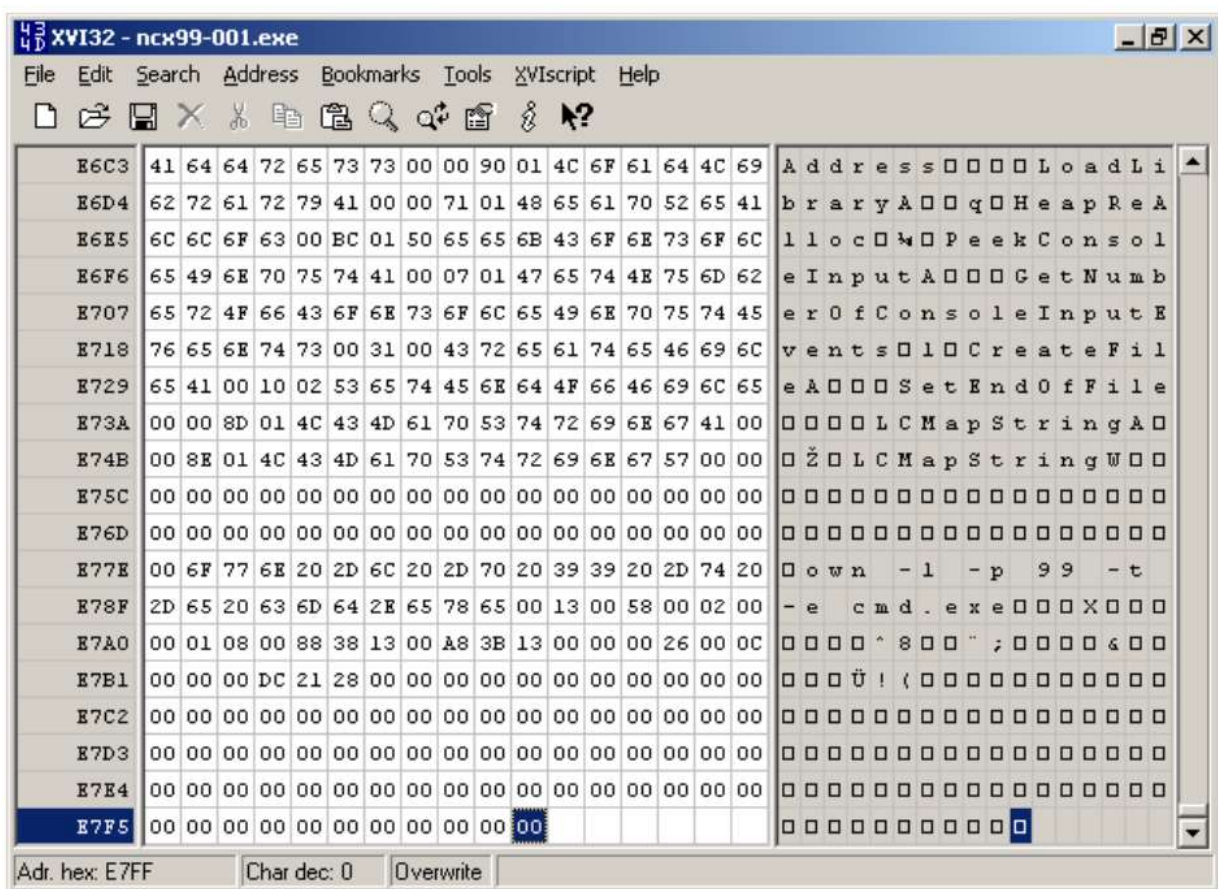 XVI32 - ncx99-001.exe
File Edit Search Address Bookmarks Tools XVIscript Help
E6C3 41 64 64 72 65 73 73 00 00 90 01 4C 6F 61 64 4C 69 Address□□□□LoadLi
E6D4 62 72 61 72 79 41 00 00 71 01 48 65 61 70 52 65 41 braryA□□q□HeapReA
E6E5 6C 6C 6F 63 00 BC 01 50 65 65 6B 43 6F 6E 73 6F 6C lloc□¼□PeekConsol
E6F6 65 49 6E 70 75 74 41 00 07 01 47 65 74 4E 75 6D 62 eInputA□□□GetNumb
E707 65 72 4F 66 43 6F 6E 73 6F 6C 65 49 6E 70 75 74 45 erOfConsoleInputE
E718 76 65 6E 74 73 00 31 00 43 72 65 61 74 65 46 69 6C vents□1□CreateFil
E729 65 41 00 10 02 53 65 74 45 6E 64 4F 66 46 69 6C 65 eA□□□SetEndOfFile
E73A 00 00 8D 01 4C 43 4D 61 70 53 74 72 69 6E 67 41 00 □□□□LCMapStringA□
E74B 00 8E 01 4C 43 4D 61 70 53 74 72 69 6E 67 57 00 00 □Ž□LCMapStringW□□
E75C 00 00 00 00 00 00 00 00 00 00 00 00 00 00 00 00 00 □□□□□□□□□□□□□□□□□
E76D 00 00 00 00 00 00 00 00 00 00 00 00 00 00 00 00 00 □□□□□□□□□□□□□□□□□
E77E 00 6F 77 6E 20 2D 6C 20 2D 70 20 39 39 20 2D 74 20 □own -l -p 99 -t
E78F 2D 65 20 63 6D 64 2E 65 78 65 00 13 00 58 00 02 00 -e cmd.exe□□□X□□□
E7A0 00 01 08 00 88 38 13 00 A8 3B 13 00 00 00 26 00 0C □□□□ˆ8□□¨;□□□□&□□
E7B1 00 00 00 DC 21 28 00 00 00 00 00 00 00 00 00 00 00 □□□Ü!(□□□□□□□□□□□
E7C2 00 00 00 00 00 00 00 00 00 00 00 00 00 00 00 00 00 □□□□□□□□□□□□□□□□□
E7D3 00 00 00 00 00 00 00 00 00 00 00 00 00 00 00 00 00 □□□□□□□□□□□□□□□□□
E7E4 00 00 00 00 00 00 00 00 00 00 00 00 00 00 00 00 00 □□□□□□□□□□□□□□□□□
E7F5 00 00 00 00 00 00 00 00 00 00 00 □□□□□□□□□□□
Adr. hex: E7FF Char dec: 0 Overwrite